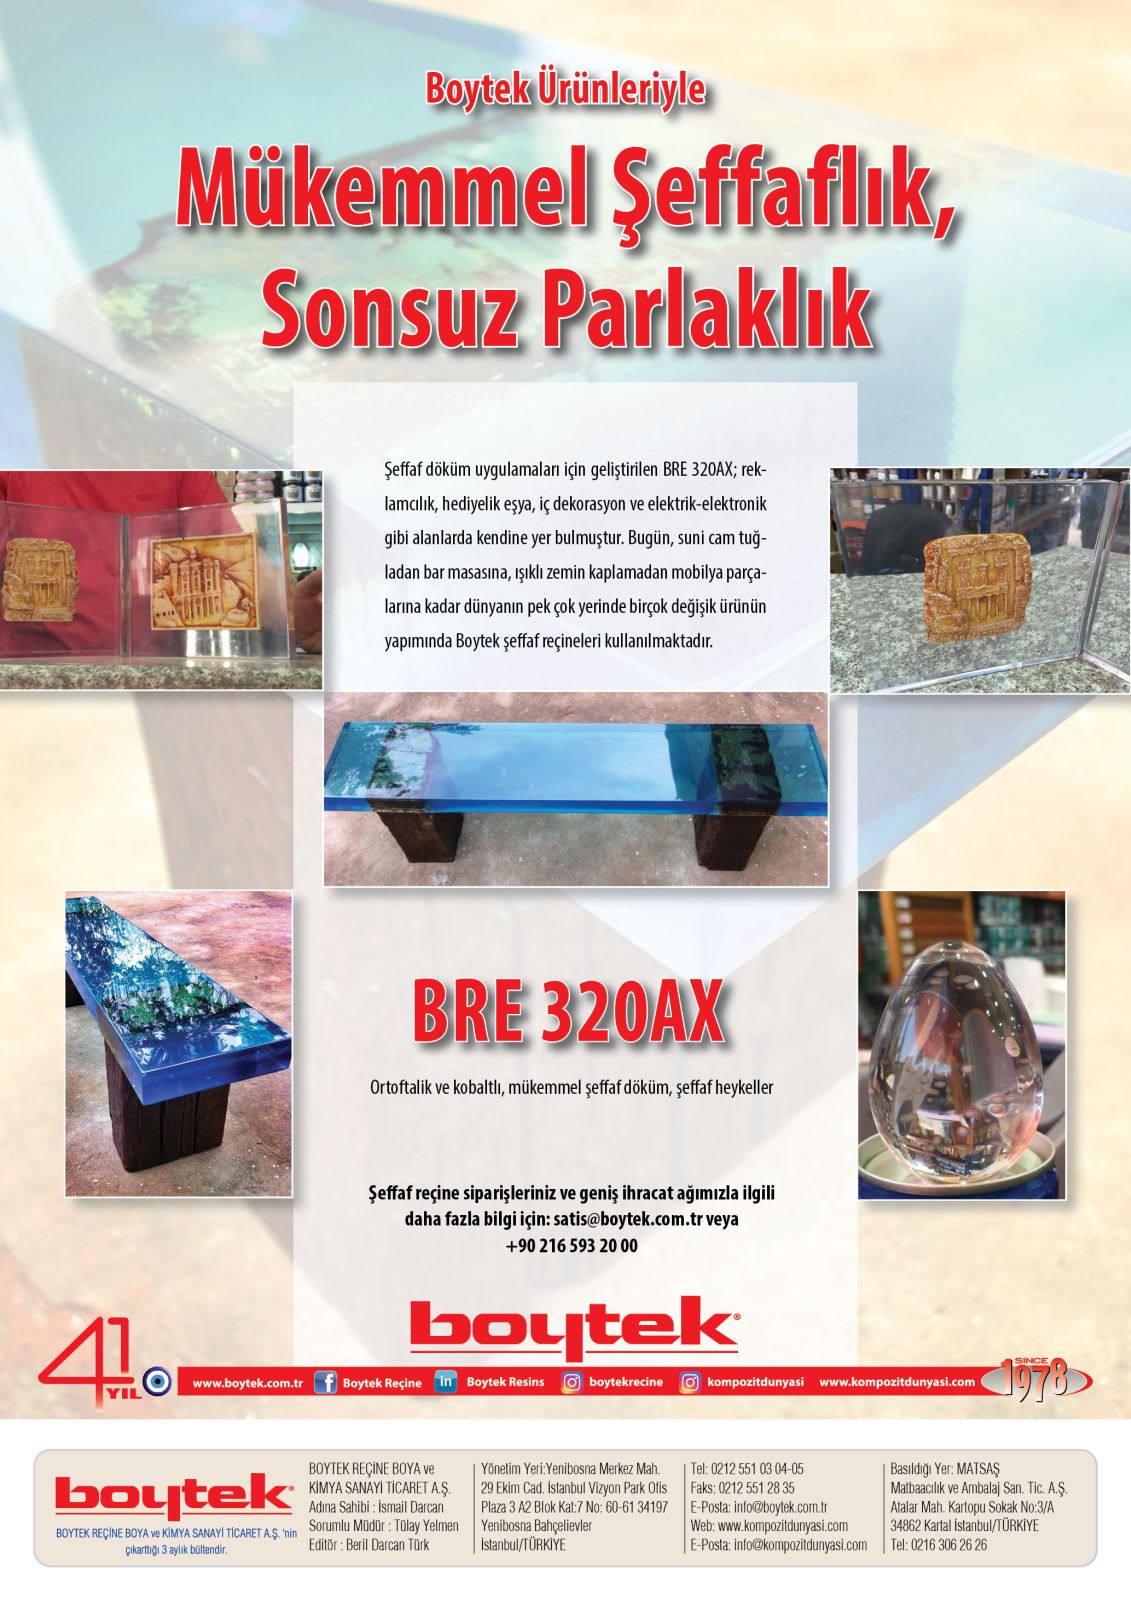 Boytek Ürünleriyle
Mükemmel Şeffaflık,
Sonsuz Parlaklık
Şeffaf döküm uygulamaları için geliştirilen BRE 320AX; rek-
lamcılık, hediyelik eşya, iç dekorasyon ve elektrik-elektronik
gibi alanlarda kendine yer bulmuştur. Bugün, suni cam tuğ-
ladan bar masasına, ışıklı zemin kaplamadan mobilya parça-
larına kadar dünyanın pek çok yerinde birçok değişik ürünün
yapımında Boytek şeffaf reçineleri kullanılmaktadır.
BRE 320AX
Ortoftalik ve kobaltlı, mükemmel şeffaf döküm, şeffaf heykeller
Şeffaf reçine siparişleriniz ve geniş ihracat ağımızla ilgili
daha fazla bilgi için: satis@boytek.com.tr veya
+90 216 593 20 00
boytek®
41 YIL
www.boytek.com.tr Boytek Reçine in Boytek Resins boytekrecine kompozitdunyasi www.kompozitdunyasi.com
SINCE
1978
boytek®
BOYTEK REÇİNE BOYA ve KİMYA SANAYİ TİCARET A.Ş. 'nin
çıkarttığı 3 aylık bültendir.
BOYTEK REÇİNE BOYA ve
KİMYA SANAYİ TİCARET A.Ş.
Adına Sahibi : İsmail Darcan
Sorumlu Müdür : Tülay Yelmen
Editör : Beril Darcan Türk
Yönetim Yeri:Yenibosna Merkez Mah.
29 Ekim Cad. İstanbul Vizyon Park Ofis
Plaza 3 A2 Blok Kat:7 No: 60-61 34197
Yenibosna Bahçelievler
İstanbul/TÜRKİYE
Tel: 0212 551 03 04-05
Faks: 0212 551 28 35
E-Posta: info@boytek.com.tr
Web: www.kompozitdunyasi.com
E-Posta: info@kompozitdunyasi.com
Basıldığı Yer: MATSAŞ
Matbaacılık ve Ambalaj San. Tic. A.Ş.
Atalar Mah. Kartopu Sokak No:3/A
34862 Kartal İstanbul/TÜRKİYE
Tel: 0216 306 26 26